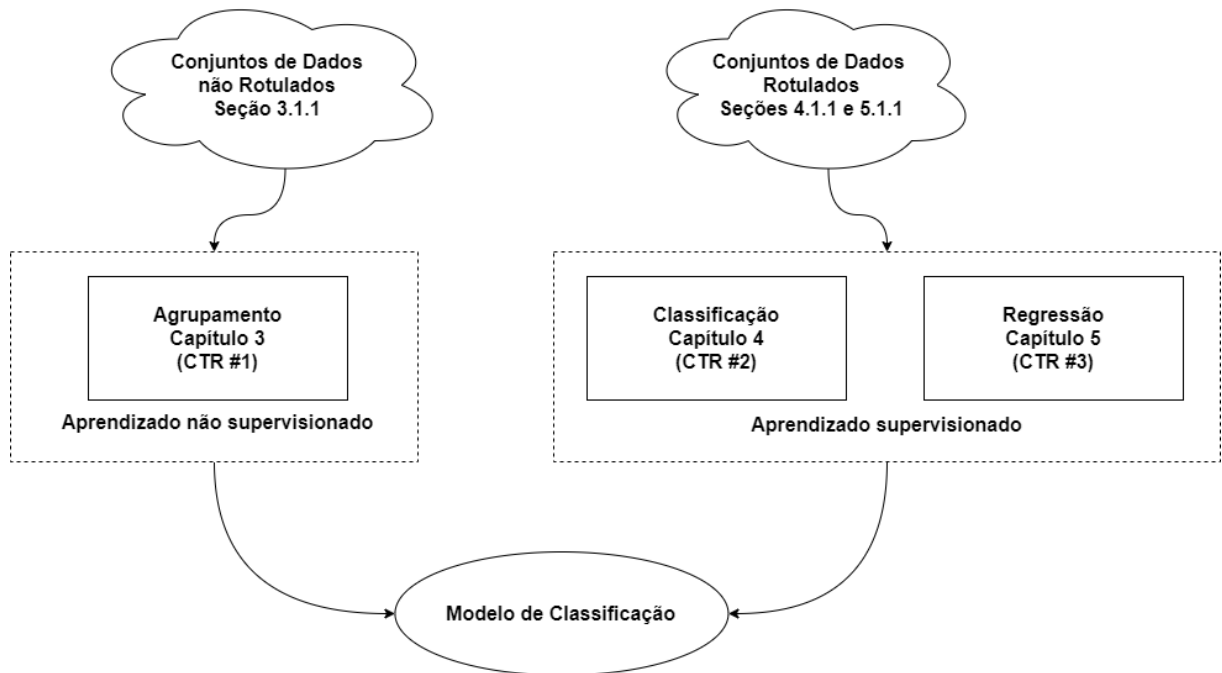 Conjuntos de Dados
não Rotulados
Seção 3.1.1
Conjuntos de Dados
Rotulados
Seções 4.1.1 e 5.1.1
Agrupamento
Capítulo 3
(CTR #1)
Aprendizado não supervisionado
Classificação
Capítulo 4
(CTR #2)
Regressão
Capítulo 5
(CTR #3)
Aprendizado supervisionado
Modelo de Classificação